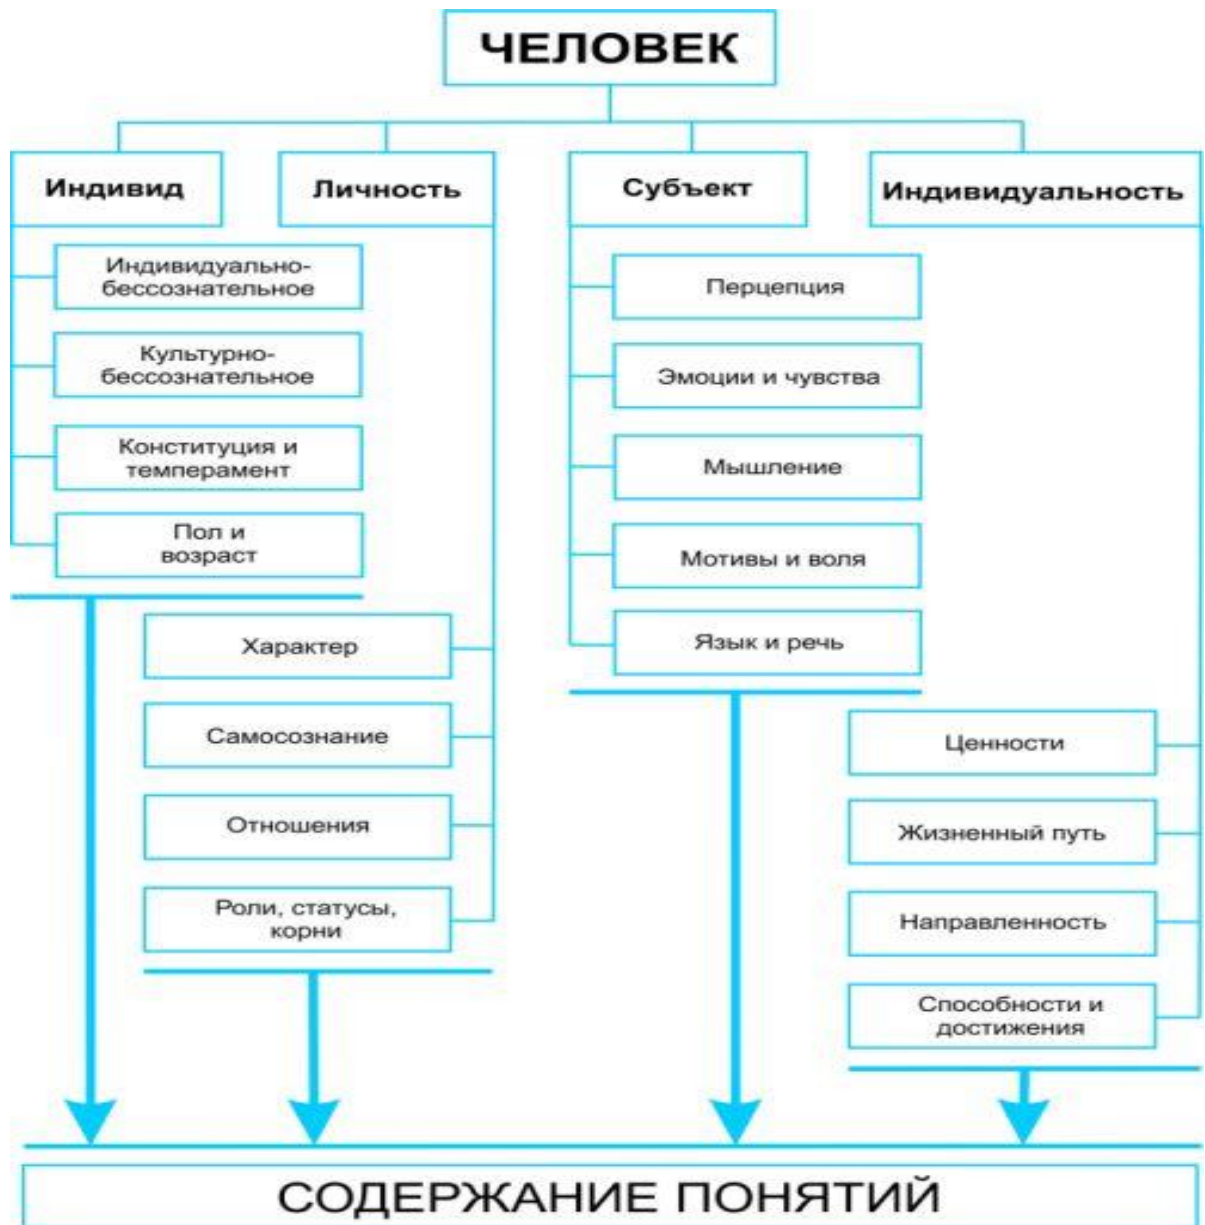 ЧЕЛОВЕК
Индивид
Личность
Субъект
Индивидуальность
Индивидуально-
бессознательное
Культурно-
бессознательное
Конституция и
темперамент
Пол и
возраст
Характер
Самосознание
Отношения
Роли, статусы,
корни
Перцепция
Эмоции и чувства
Мышление
Мотивы и воля
Язык и речь
Ценности
Жизненный путь
Направленность
Способности и
достижения
СОДЕРЖАНИЕ ПОНЯТИЙ